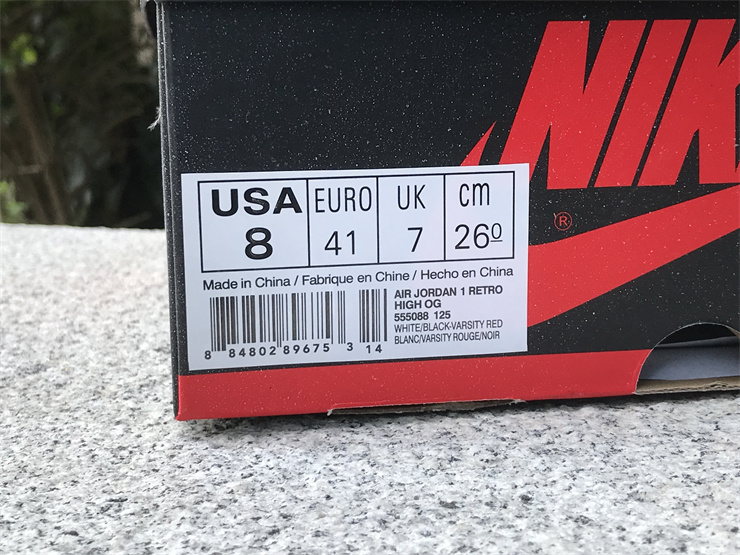 NIK
®
USA EURO UK cm
8 41 7 26⁰
Made in China / Fabrique en Chine / Hecho en China
AIR JORDAN 1 RETRO
HIGH OG
555088 125
WHITE/BLACK-VARSITY RED
BLANC/VARSITY ROUGE/NOIR
8 84802 89675 3 14